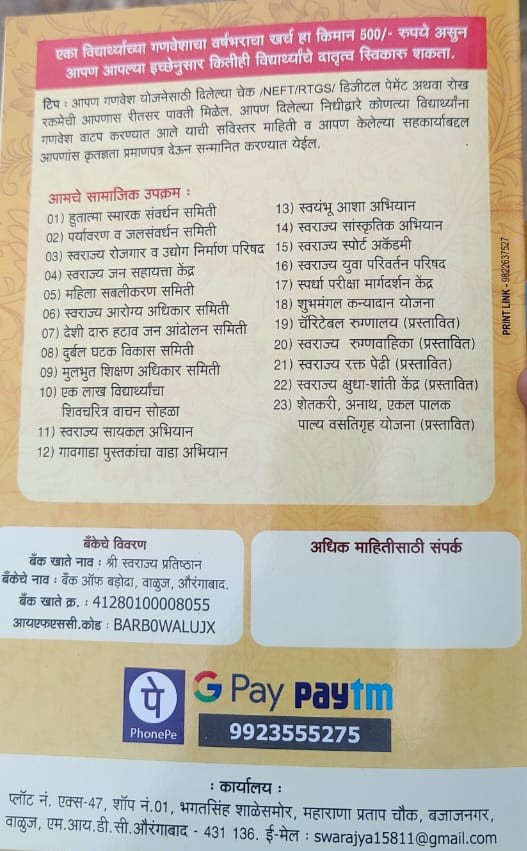 एका विद्यार्थ्याच्या गणवेशाचा वर्षभराचा खर्च हा किमान 500/- रुपये असुन
आपण आपल्या इच्छेनुसार कितीही विद्यार्थ्यांचे दातृत्व स्विकारु शकता.
टिप : आपण गणवेश योजनेसाठी दिलेल्या चेक /NEFT/RTGS/ डिजीटल पेमेंट अथवा रोख
रकमेची आपणास रीतसर पावती मिळेल. आपण दिलेल्या निधीद्वारे कोणत्या विद्यार्थ्यांना
गणवेश वाटप करण्यात आले याची सविस्तर माहिती व आपण केलेल्या सहकार्याबद्दल
आपणांस कृतज्ञता प्रमाणपत्र देऊन सन्मानित करण्यात येईल.
आमचे सामाजिक उपक्रम :
01) हुतात्मा स्मारक संवर्धन समिती
02) पर्यावरण व जलसंवर्धन समिती
03) स्वराज्य रोजगार व उद्योग निर्माण परिषद
04) स्वराज्य जन सहाय्यता केंद्र
05) महिला सबलीकरण समिती
06) स्वराज्य आरोग्य अधिकार समिती
07) देशी दारु हटाव जन आंदोलन समिती
08) दुर्बल घटक विकास समिती
09) मुलभुत शिक्षण अधिकार समिती
10) एक लाख विद्यार्थ्यांचा
शिवचरित्र वाचन सोहळा
11) स्वराज्य सायकल अभियान
12) गावगाडा पुस्तकांचा वाडा अभियान
13) स्वयंभू आशा अभियान
14) स्वराज्य सांस्कृतिक अभियान
15) स्वराज्य स्पोर्ट अकॅडमी
16) स्वराज्य युवा परिवर्तन परिषद
17) स्पर्धा परीक्षा मार्गदर्शन केंद्र
18) शुभमंगल कन्यादान योजना
19) चॅरिटेबल रुग्णालय (प्रस्तावित)
20) स्वराज्य रुग्णवाहिका (प्रस्तावित)
21) स्वराज्य रक्त पेढी (प्रस्तावित)
22) स्वराज्य क्षुधा-शांती केंद्र (प्रस्तावित)
23) शेतकरी, अनाथ, एकल पालक
पाल्य वसतिगृह योजना (प्रस्तावित)
PRINT LINK - 9822637527
बँकेचे विवरण
बँक खाते नाव : श्री स्वराज्य प्रतिष्ठान
बँकेचे नाव : बँक ऑफ बड़ोदा, वाळुज, औरंगाबाद.
बँक खाते क्र. : 41280100008055
आयएफएससी.कोड : BARB0WALUJX
अधिक माहितीसाठी संपर्क
पे
PhonePe
G Pay paytm
9923555275
: कार्यालय :
प्लॉट नं. एक्स-47, शॉप नं.01, भगतसिंह शाळेसमोर, महाराणा प्रताप चौक, बजाजनगर,
वाळुज, एम.आय.डी.सी.औरंगाबाद - 431 136. ई-मेल : swarajya15811@gmail.com